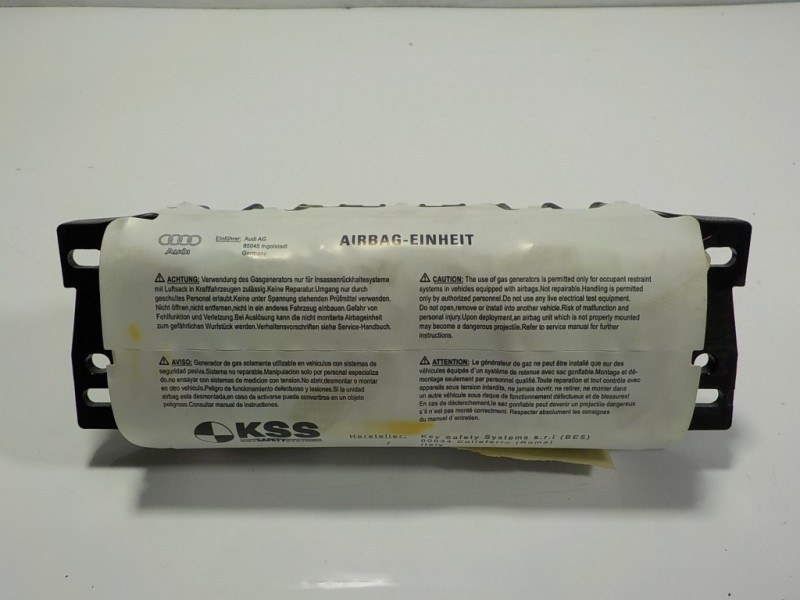 AIRBAG-EINHEIT
Audi
Einführer: Audi AG
85045 Ingolstadt
Germany
ACHTUNG: Verwendung des Gasgenerators nur für Insassenrückhaltesysteme
mit Luftsack in Kraftfahrzeugen zulässig.Keine Reparatur.Umgang nur durch
geschultes Personal erlaubt.Keine unter Spannung stehenden Prüfmittel verwenden.
Nicht öffnen,nicht entfernen,nicht in ein anderes Fahrzeug einbauen.Gefahr von
Fehlfunktion und Verletzung.Bei Auslösung kann die nicht montierte Airbageinheit
zum gefährlichen Wurfstück werden.Verhaltensvorschriften siehe Service-Handbuch.
CAUTION: The use of gas generators is permitted only for occupant restraint
systems in vehicles equipped with airbags.Not repairable.Handling is permitted
only by authorized personnel.Do not use any live electrical test equipment.
Do not open,remove or install into another vehicle.Risk of malfunction and
personal injury.Upon deployment,an airbag unit which is not properly mounted
may become a dangerous projectile.Refer to service manual for further
instructions.
AVISO: Generador de gas solamente utilizable en vehículos con sistemas de
seguridad pasiva.Sistema no reparable.Manipulacion solo por personal especializa
do.no ensayar con sistemas de medicion con tension.No abrir,desmontar o montar
en otro vehiculo.Peligro de funcionamiento defectuoso y lesiones.Si la unidad
airbag esta desmontada,en caso de activarse puede convertirse en un objeto
peligroso.Consultar manual de instrucciones.
ATTENTION: Le générateur de gaz ne peut être installé que sur des
véhicules équipés d'un système de retenue avec sac gonflable.Montage et dé-
montage seulement par personnel qualifié.Toute reparation et tout contrôle avec
appareils sous tension interdits, ne jamais ouvrir, ne retirer, ne monter dans
un autre véhicule sous risque de fonctionnement défectueux et de blessures!
En cas de déclenchement,le sac gonflable peut devenir un projectile dangereux
s'il n'est pas monté correctement. Respecter absolument les consignes
du manuel d'entretien.
KSS
Hersteller: Key Safety Systems s.r.l (BES)
00034 Colleferro (Roma)
Italy